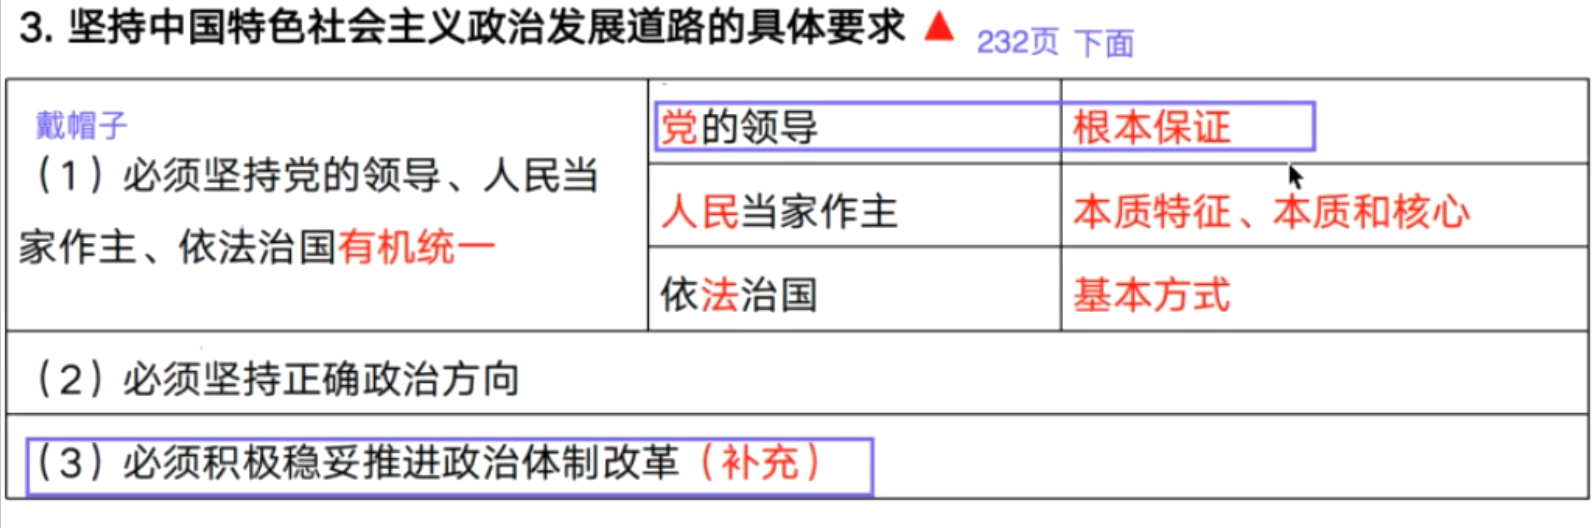 3. 坚持中国特色社会主义政治发展道路的具体要求 ▲ 232页 下面
戴帽子
（1）必须坚持党的领导、人民当
家作主、依法治国有机统一
党的领导 根本保证
人民当家作主 本质特征、本质和核心
依法治国 基本方式
（2）必须坚持正确政治方向
（3）必须积极稳妥推进政治体制改革（补充）